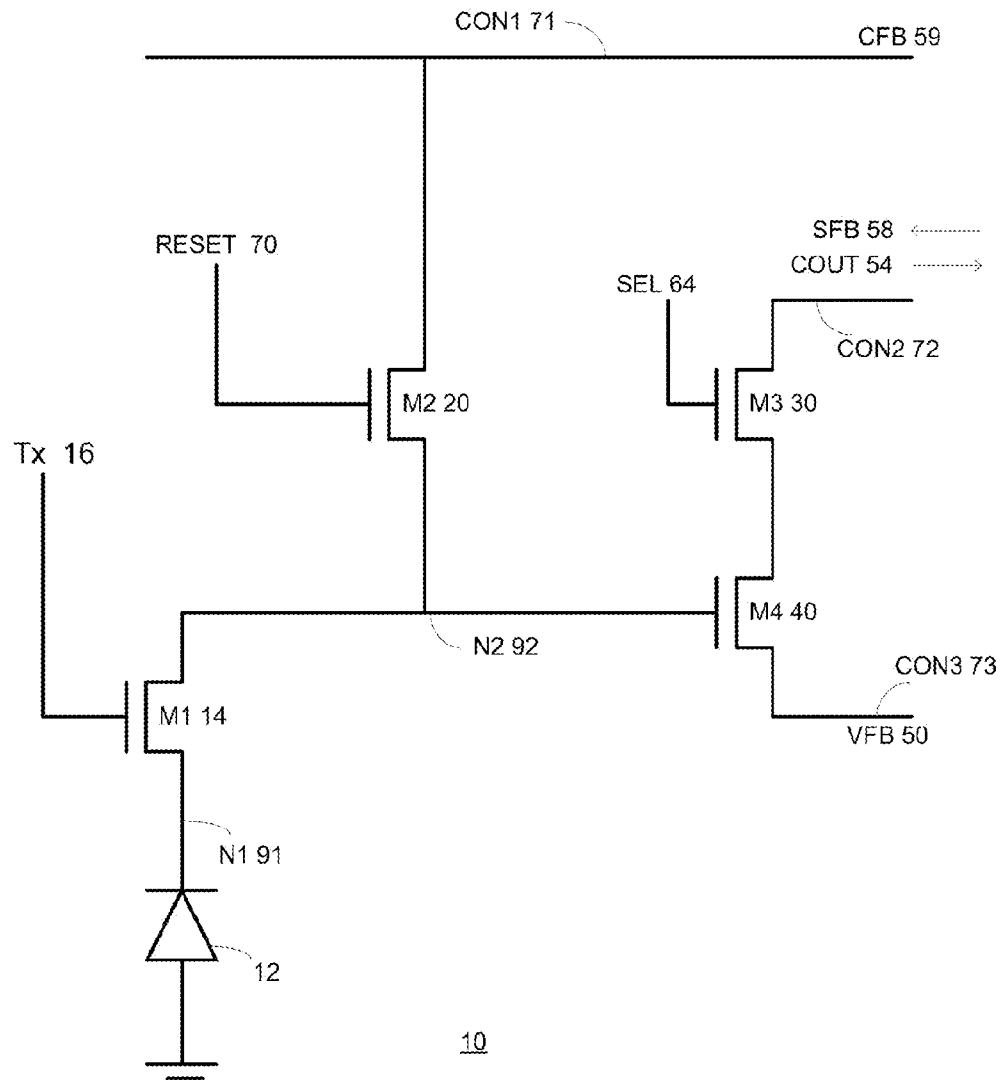 CON1 71
CFB 59
SFB 58
RESET 70
COUT 54
SEL 64
CON2 72
M2 20
M3 30
Tx 16
M4 40
N2 92
CON3 73
M1 14
VFB 50
N1 91
12
10